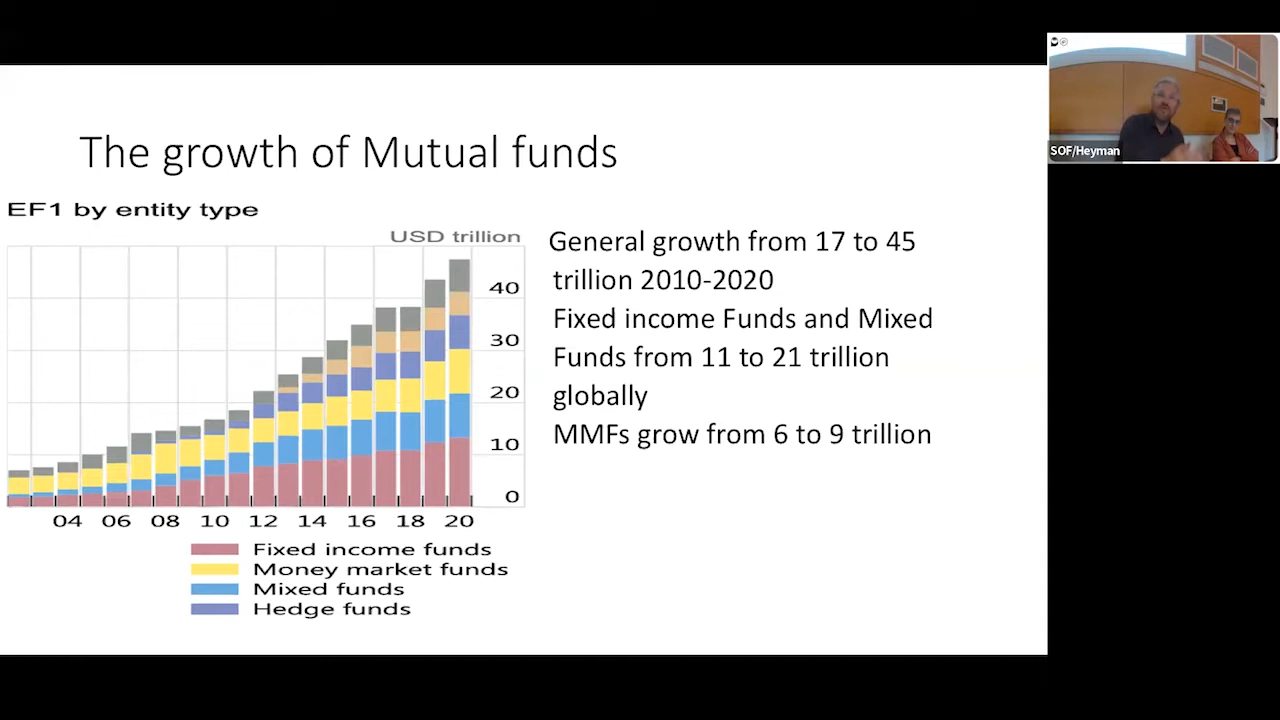 The growth of Mutual funds
EF1 by entity type
USD trillion
40
30
20
10
0
04 06 08 10 12 14 16 18 20
Fixed income funds
Money market funds
Mixed funds
Hedge funds
General growth from 17 to 45
trillion 2010-2020
Fixed income Funds and Mixed
Funds from 11 to 21 trillion
globally
MMFs grow from 6 to 9 trillion
SOF/Heyman